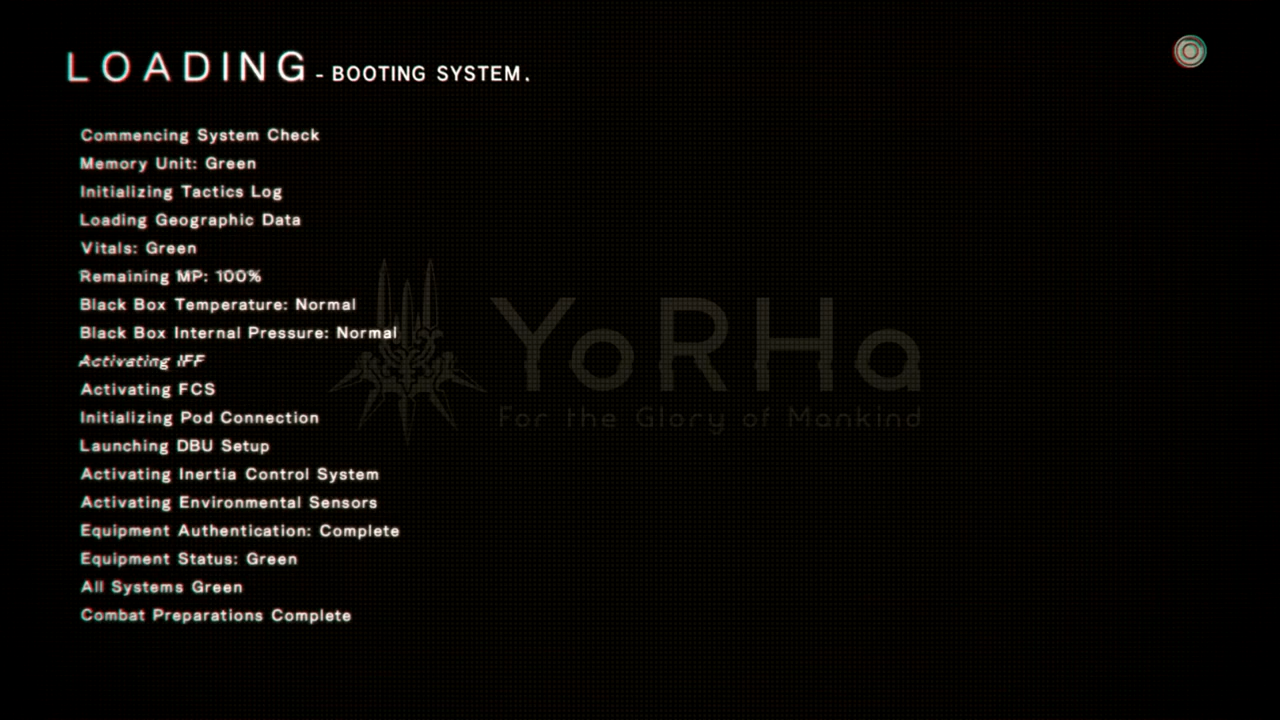 LOADING - BOOTING SYSTEM.
Commencing System Check
Memory Unit: Green
Initializing Tactics Log
Loading Geographic Data
Vitals: Green
Remaining MP: 100%
Black Box Temperature: Normal
Black Box Internal Pressure: Normal
Activating IFF
Activating FCS
Initializing Pod Connection
Launching DBU Setup
Activating Inertia Control System
Activating Environmental Sensors
Equipment Authentication: Complete
Equipment Status: Green
All Systems Green
Combat Preparations Complete
YoRHa
For the Glory of Mankind